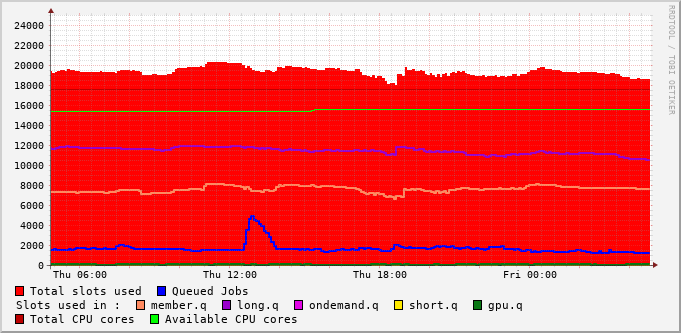 RRDTOOL / TOBI OETIKER
24000
22000
20000
18000
16000
14000
12000
10000
8000
6000
4000
2000
0
Thu 06:00 Thu 12:00 Thu 18:00 Fri 00:00
Total slots used Queued Jobs
Slots used in : member.q long.q ondemand.q short.q gpu.q
Total CPU cores Available CPU cores